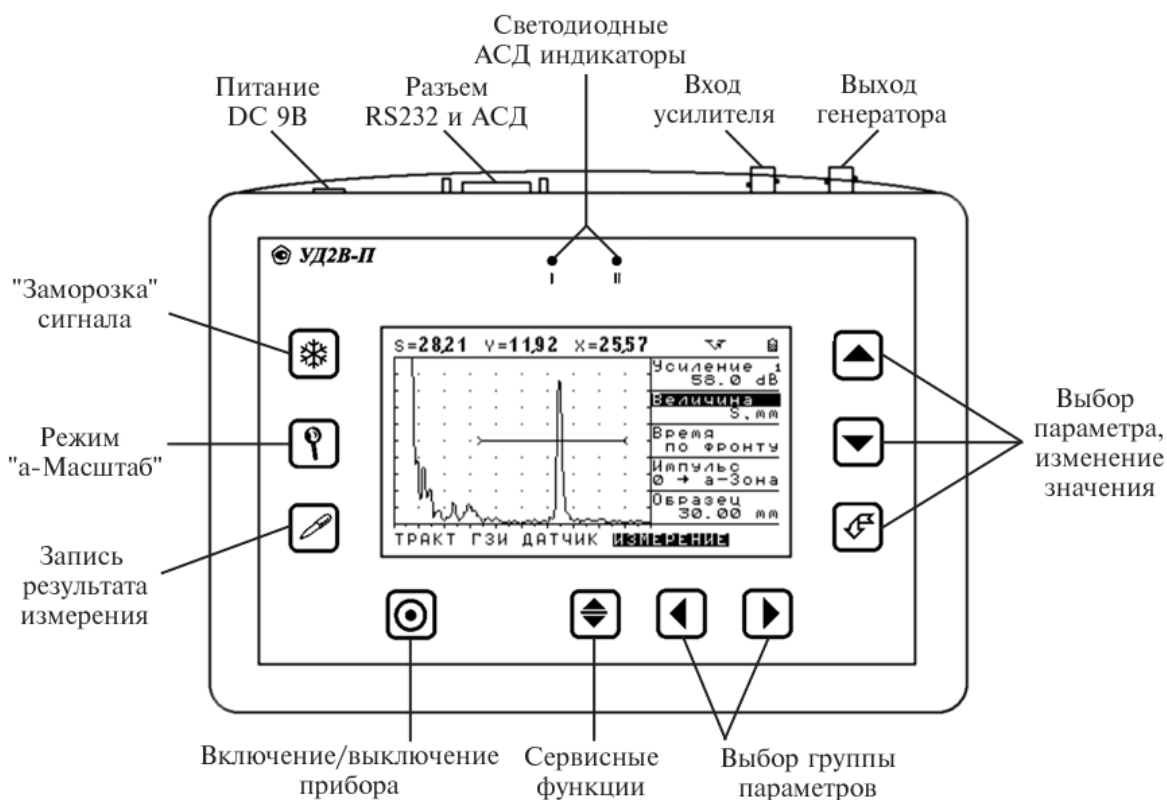 Светодиодные
АСД индикаторы
Питание
DC 9В
Разъем
RS232 и АСД
Вход
усилителя
Выход
генератора
УД2В-П
I II
"Заморозка"
сигнала
Режим
"а-Масштаб"
Запись
результата
измерения
S=28,21 Y=11,92 X=25,57
Усиление 1
58.0 dB
Величина
S,mm
Время
по фронту
Импульс
0 → а-Зона
Образец
30.00 mm
ТРАКТ ГЗИ ДАТЧИК ИЗМЕРЕНИЕ
Выбор
параметра,
изменение
значения
Включение/выключение
прибора
Сервисные
функции
Выбор группы
параметров